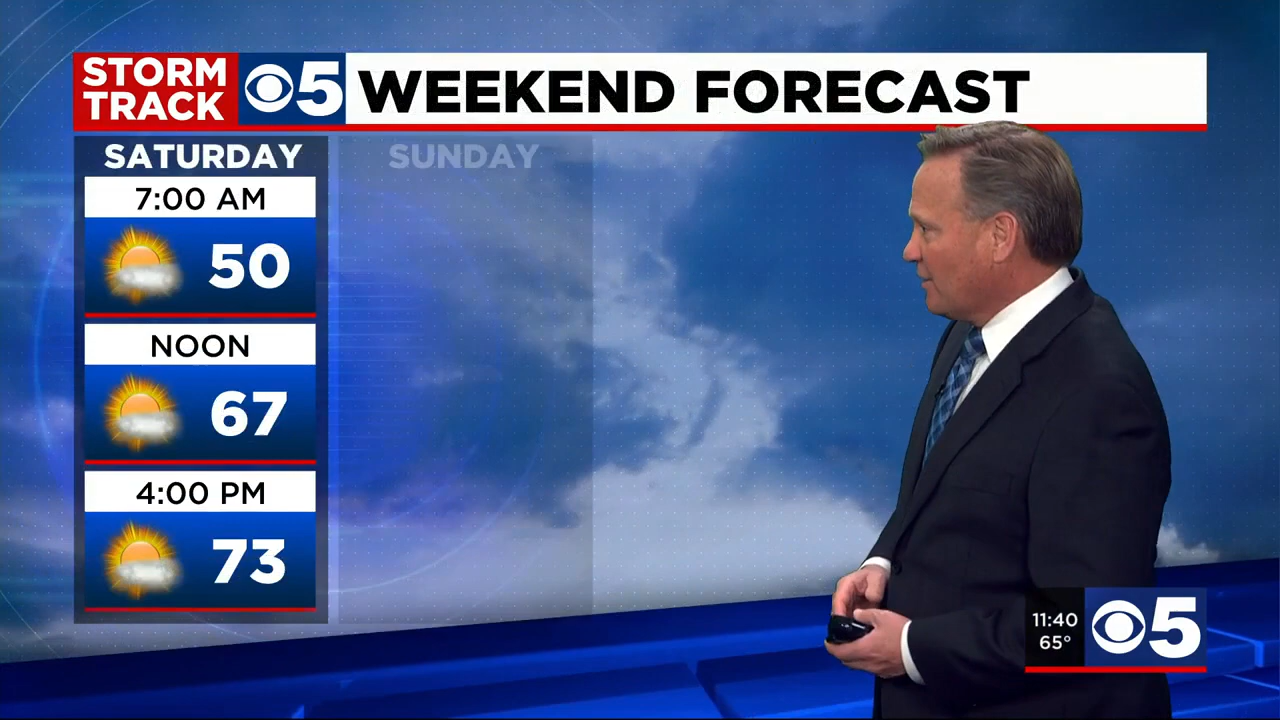 STORM
TRACK
5
WEEKEND FORECAST
SATURDAY
SUNDAY
7:00 AM
50
NOON
67
4:00 PM
73
11:40
65°
5